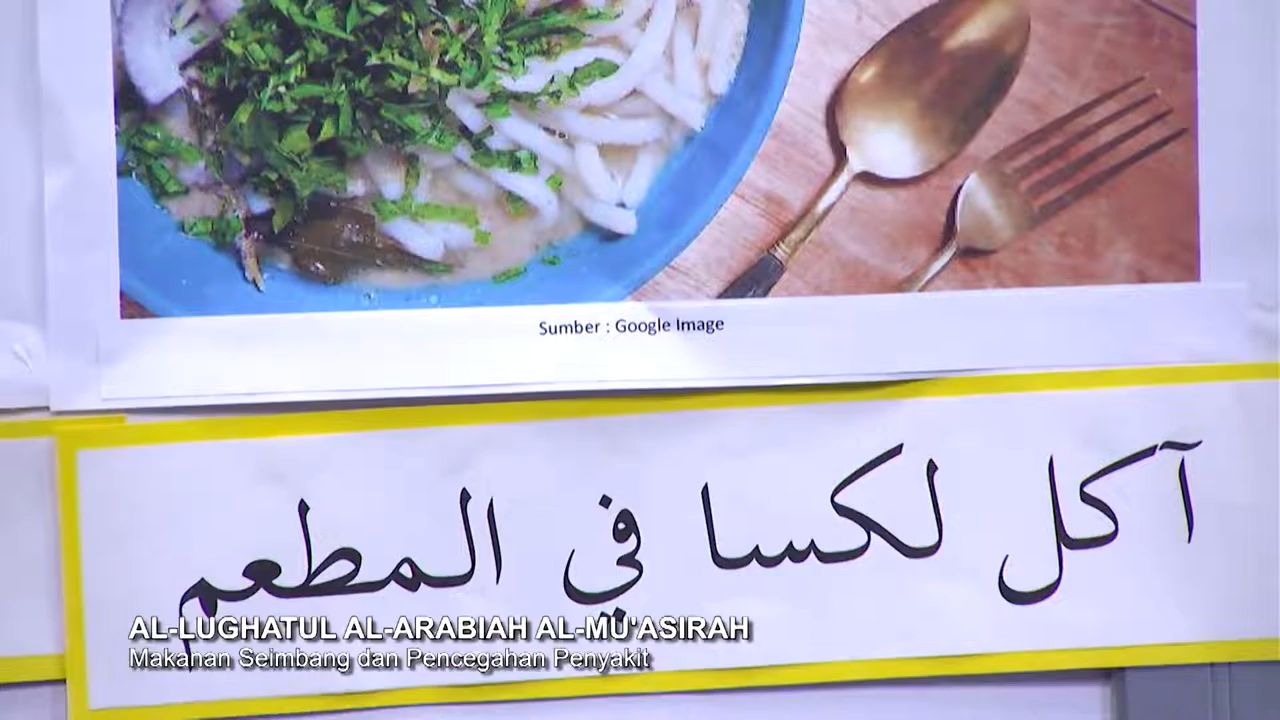 Sumber : Google Image
آكل لكسا في المطعم
AL-LUGHATUL AL-ARABIAH AL-MU'ASIRAH
Makanan Seimbang dan Pencegahan Penyakit